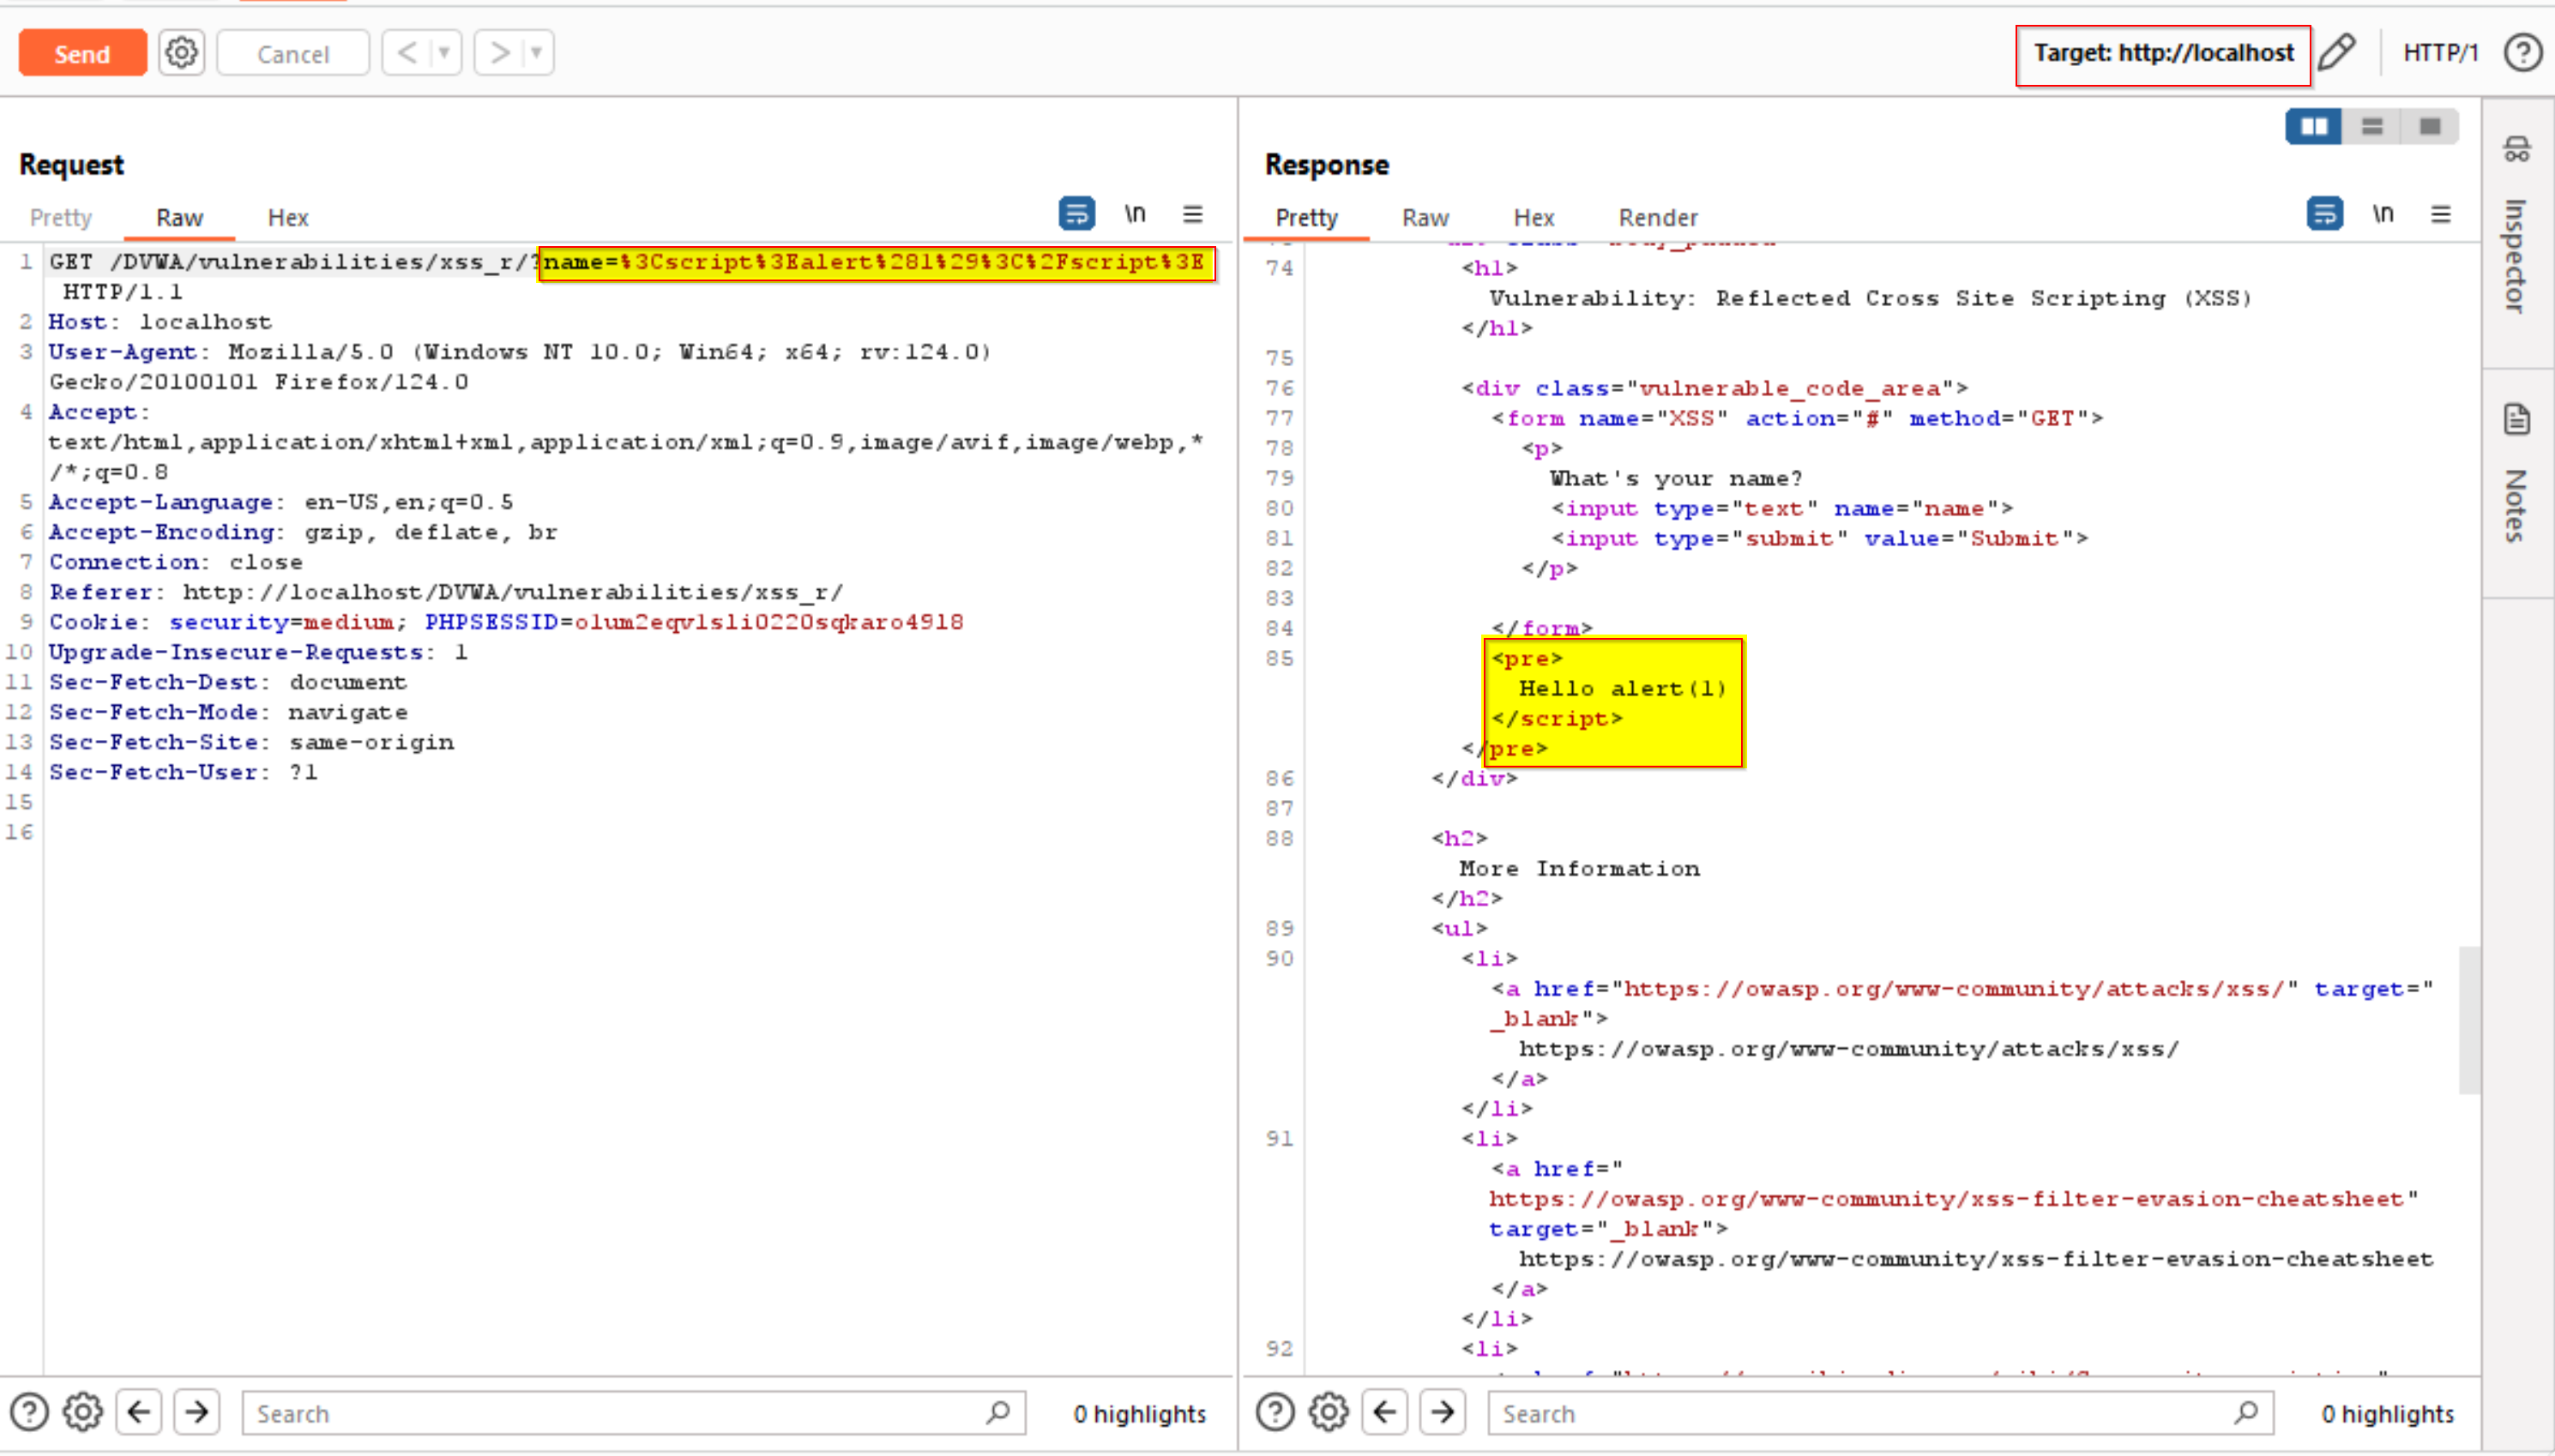 Send
Cancel
Target: http://localhost
HTTP/1
Request
Pretty
Raw
Hex
\n
1 GET /DVWA/vulnerabilities/xss_r/?name=%3Cscript%3Ealert%281%29%3C%2Fscript%3E
HTTP/1.1
2 Host: localhost
3 User-Agent: Mozilla/5.0 (Windows NT 10.0; Win64; x64; rv:124.0)
Gecko/20100101 Firefox/124.0
4 Accept:
text/html,application/xhtml+xml,application/xml;q=0.9,image/avif,image/webp,*
/*;q=0.8
5 Accept-Language: en-US,en;q=0.5
6 Accept-Encoding: gzip, deflate, br
7 Connection: close
8 Referer: http://localhost/DVWA/vulnerabilities/xss_r/
9 Cookie: security=medium; PHPSESSID=olum2eqvlsli0220sqkaro49l8
10 Upgrade-Insecure-Requests: 1
11 Sec-Fetch-Dest: document
12 Sec-Fetch-Mode: navigate
13 Sec-Fetch-Site: same-origin
14 Sec-Fetch-User: ?1
15
16
Search
0 highlights
Response
Pretty
Raw
Hex
Render
\n
74 <h1>
Vulnerability: Reflected Cross Site Scripting (XSS)
</h1>
75
76 <div class="vulnerable_code_area">
77 <form name="XSS" action="#" method="GET">
78 <p>
79 What's your name?
80 <input type="text" name="name">
81 <input type="submit" value="Submit">
82 </p>
83
84 </form>
85 <pre>
Hello alert(1)
</script>
</pre>
86 </div>
87
88 <h2>
More Information
</h2>
89 <ul>
90 <li>
<a href="https://owasp.org/www-community/attacks/xss/" target="
_blank">
https://owasp.org/www-community/attacks/xss/
</a>
</li>
91 <li>
<a href="
https://owasp.org/www-community/xss-filter-evasion-cheatsheet"
target="_blank">
https://owasp.org/www-community/xss-filter-evasion-cheatsheet
</a>
</li>
92 <li>
Search
0 highlights
Inspector
Notes